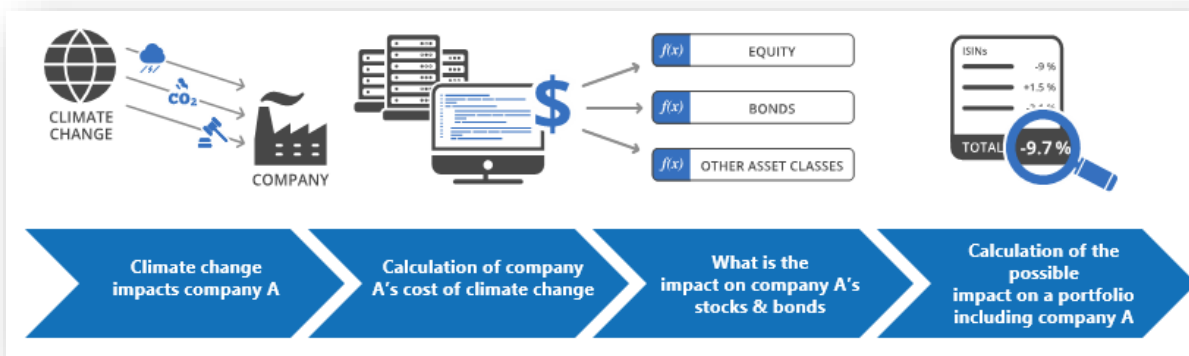 CLIMATE
CHANGE
CO₂
COMPANY
$
f(x) EQUITY
f(x) BONDS
f(x) OTHER ASSET CLASSES
ISINs
-9 %
+1.5 %
TOTAL -9.7 %
Climate change
impacts company A
Calculation of company
A's cost of climate change
What is the
impact on company A's
stocks & bonds
Calculation of the
possible
impact on a portfolio
including company A